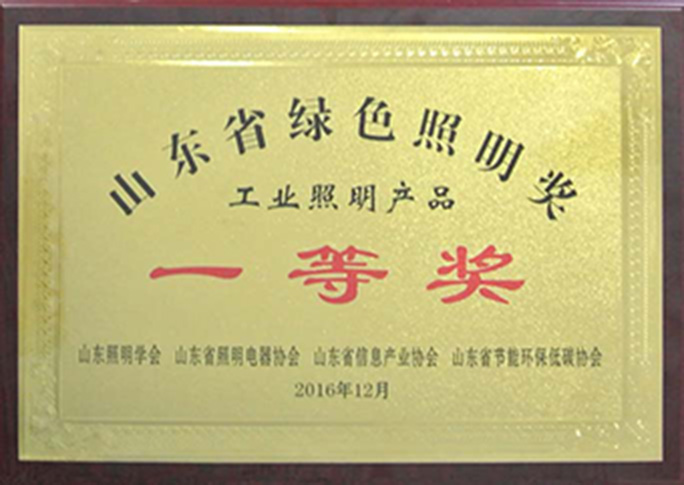 山东省绿色照明奖
工业照明产品
一等奖
山东照明学会 山东省照明电器协会 山东省信息产业协会 山东省节能环保低碳协会
2016年12月